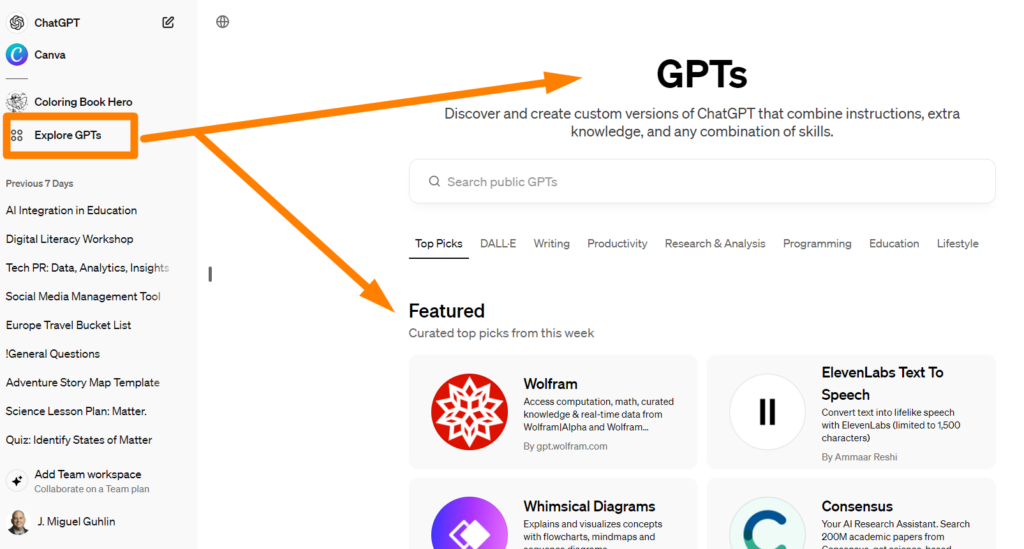 ChatGPT
Canva
Coloring Book Hero
Explore GPTs
Previous 7 Days
AI Integration in Education
Digital Literacy Workshop
Tech PR: Data, Analytics, Insights
Social Media Management Tool
Europe Travel Bucket List
!General Questions
Adventure Story Map Template
Science Lesson Plan: Matter.
Quiz: Identify States of Matter
Add Team workspace
Collaborate on a Team plan
J. Miguel Guhlin
GPTs
Discover and create custom versions of ChatGPT that combine instructions, extra
knowledge, and any combination of skills.
Search public GPTs
Top Picks DALL·E Writing Productivity Research & Analysis Programming Education Lifestyle
Featured
Curated top picks from this week
Wolfram
Access computation, math, curated
knowledge & real-time data from
Wolfram|Alpha and Wolfram...
By gpt.wolfram.com
ElevenLabs Text To
Speech
Convert text into lifelike speech
with ElevenLabs (limited to 1,500
characters)
By Ammaar Reshi
Whimsical Diagrams
Explains and visualizes concepts
with flowcharts, mindmaps and
sequence diagrams
Consensus
Your AI Research Assistant. Search
200M academic papers from
Consensus, get science-based